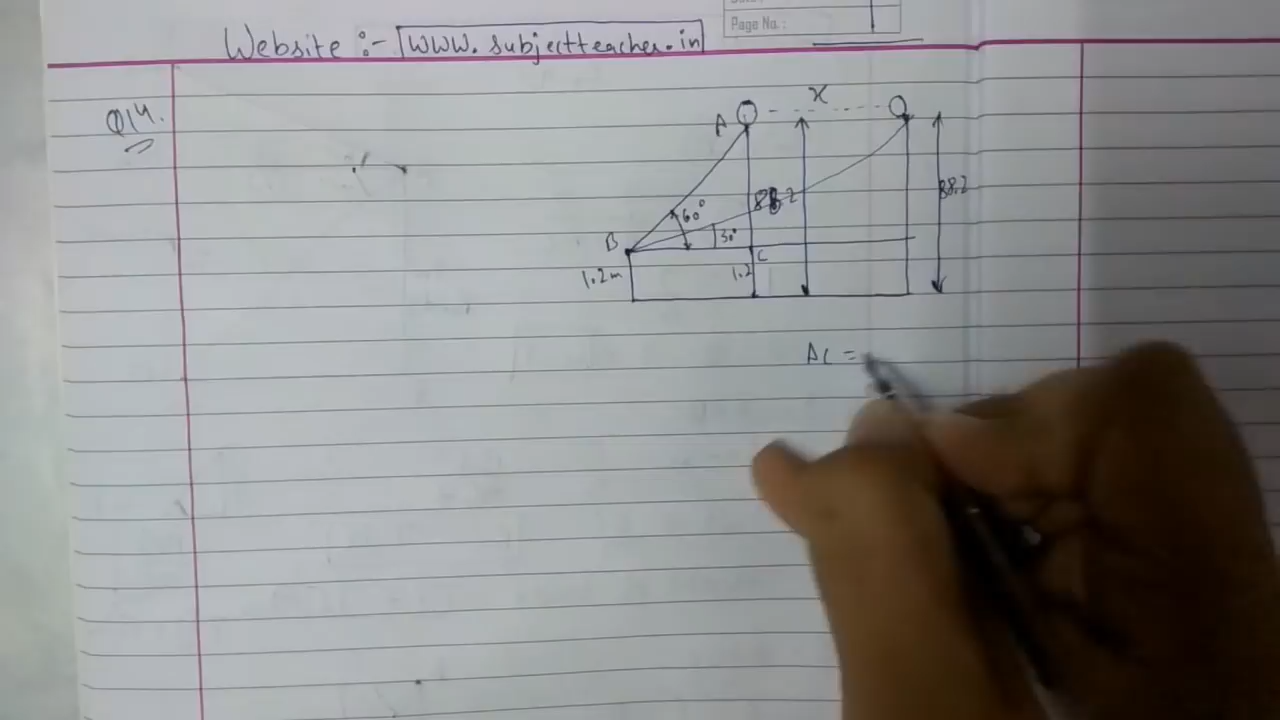 Page No. :
Website :- www.subjectteacher.in
Q14.
x
A
60°
88.2
88.2
B
30°
C
1.2m
1.2
AC =